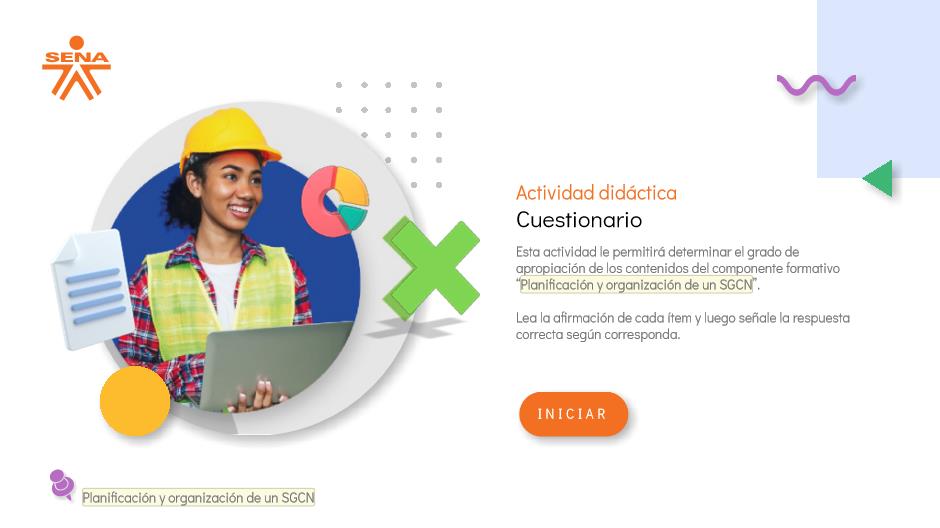 SENA
Actividad didáctica
Cuestionario
Esta actividad le permitirá determinar el grado de
apropiación de los contenidos del componente formativo
“Planificación y organización de un SGCN”.
Lea la afirmación de cada ítem y luego señale la respuesta
correcta según corresponda.
INICIAR
Planificación y organización de un SGCN